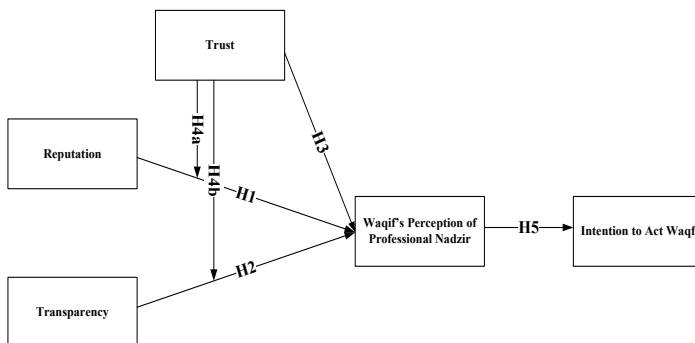 Trust
H4a
H4b
H3
Reputation
H1
Waqif's Perception of
Professional Nadzir
H5
Intention to Act Waqf
H2
Transparency